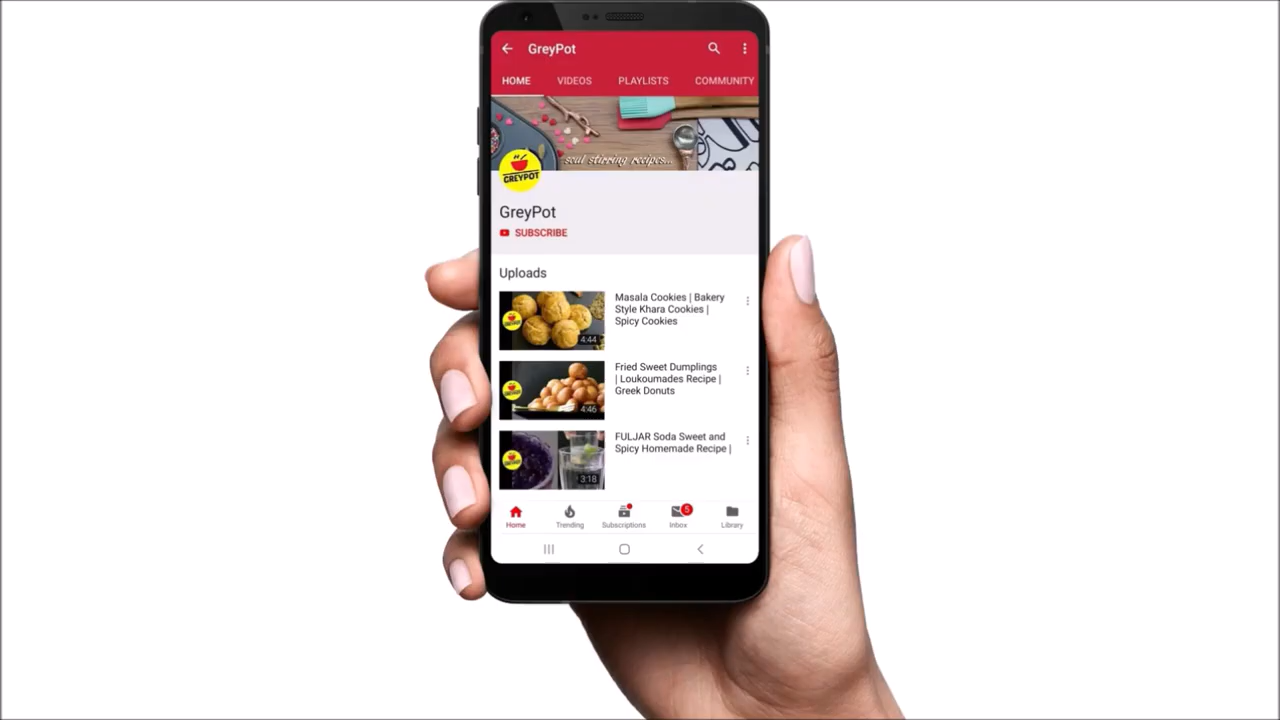 GreyPot
HOME VIDEOS PLAYLISTS COMMUNITY
soul stirring recipes...
GREYPOT
GreyPot
SUBSCRIBE
Uploads
Masala Cookies | Bakery
Style Khara Cookies |
Spicy Cookies
4:44
Fried Sweet Dumplings
| Loukoumades Recipe |
Greek Donuts
4:46
FULJAR Soda Sweet and
Spicy Homemade Recipe |
3:18
5
Home Trending Subscriptions Inbox Library